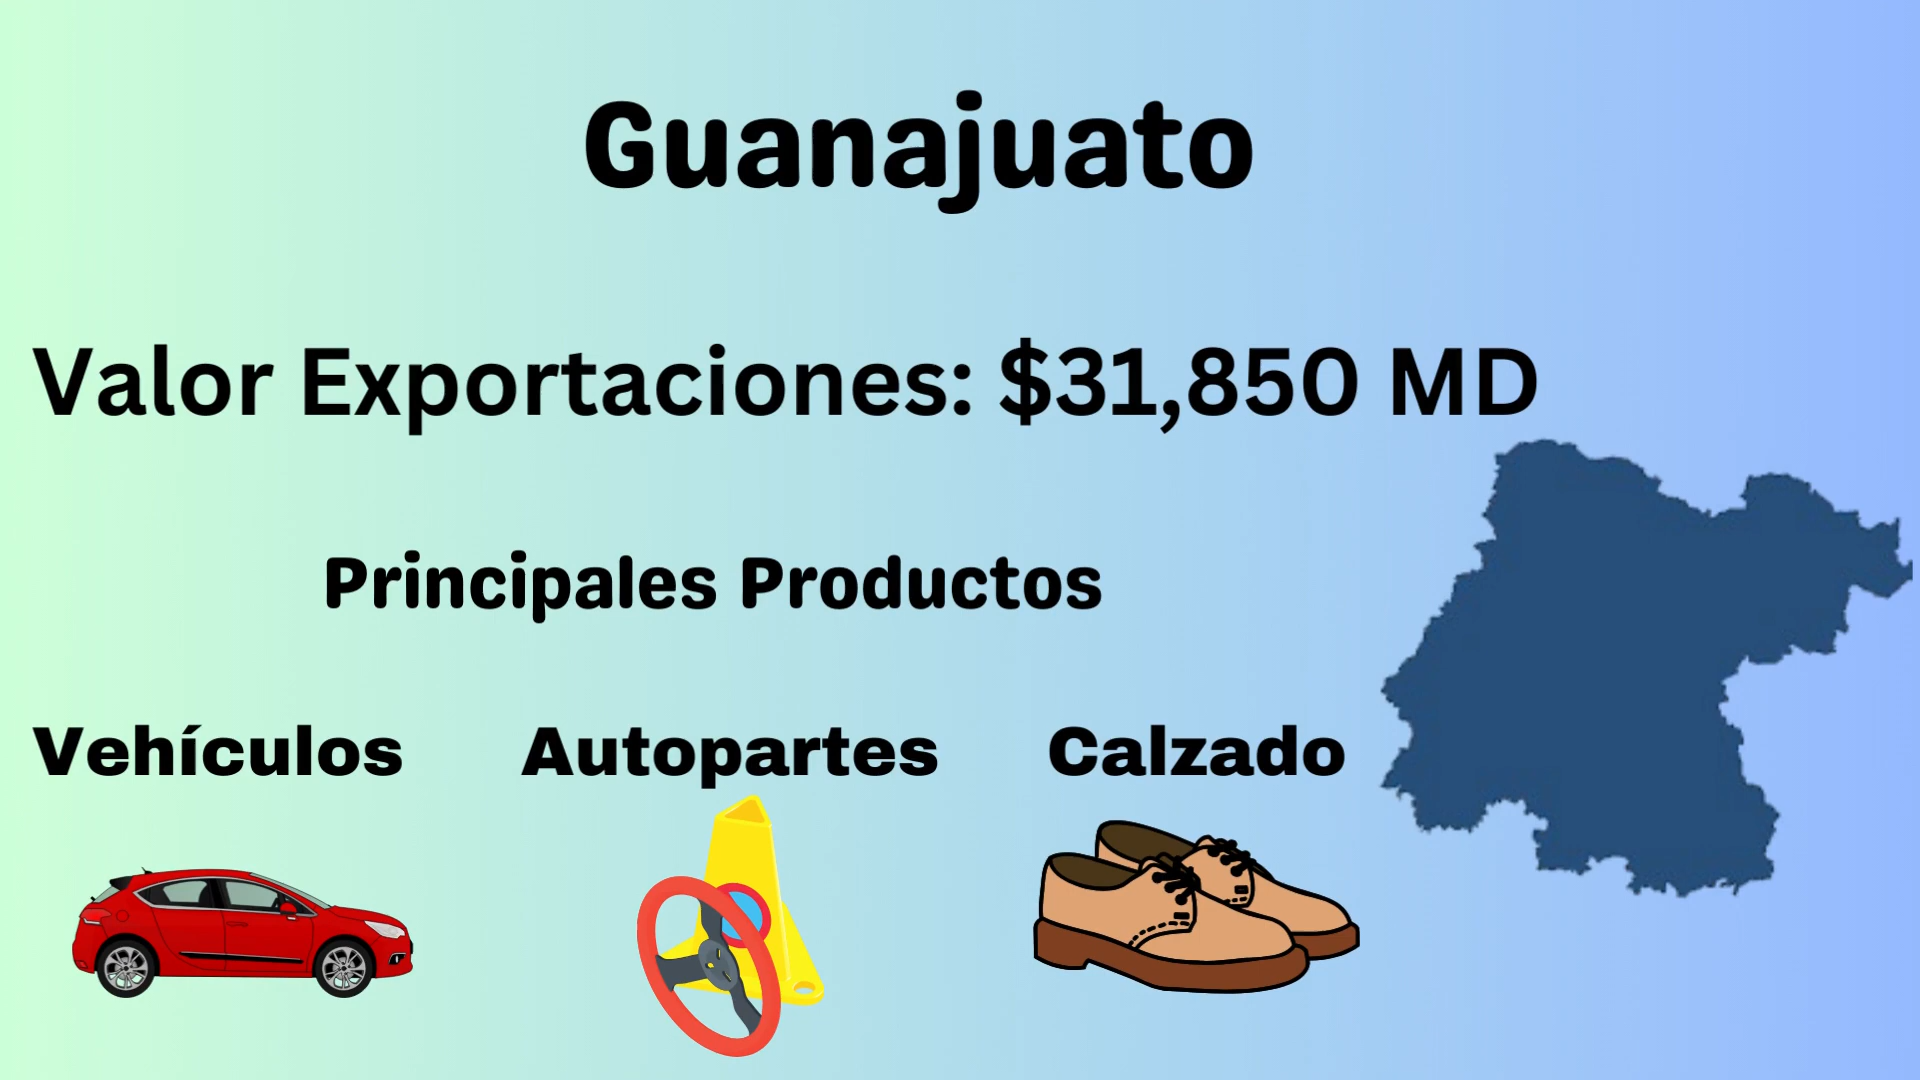 Guanajuato
Valor Exportaciones: $31,850 MD
Principales Productos
Vehículos Autopartes Calzado